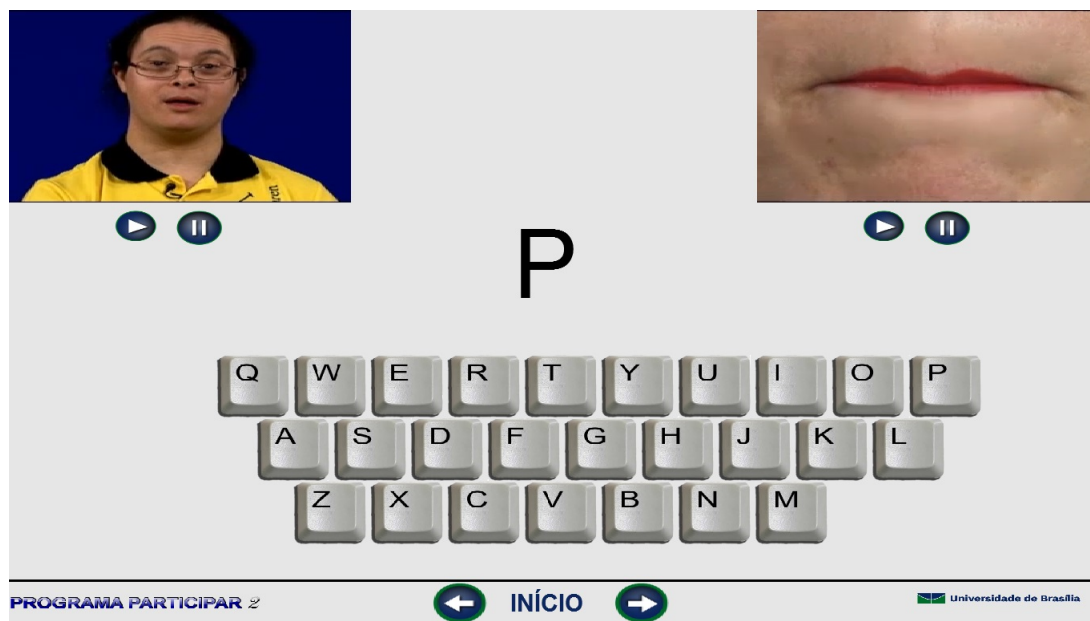 P
Q W E R T Y U I O P
A S D F G H J K L
Z X C V B N M
PROGRAMA PARTICIPAR 2
INÍCIO
Universidade de Brasília